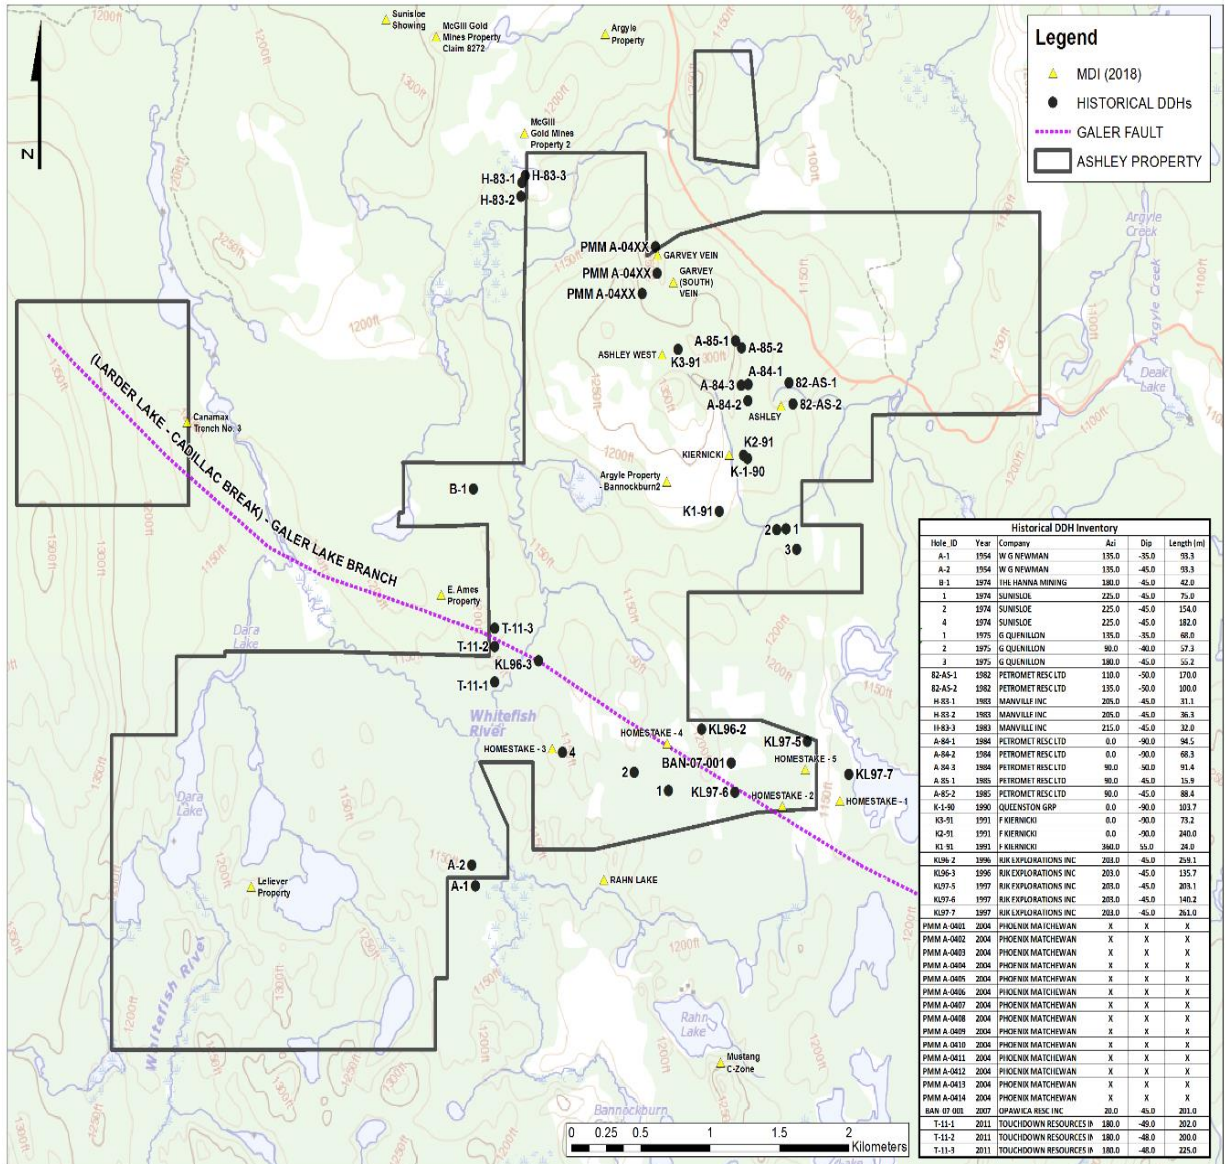 Sunisloe
Showing
McGill Gold
Mines Property
Claim 8272
Argyle
Property
Legend
MDI (2018)
HISTORICAL DDHs
GALER FAULT
ASHLEY PROPERTY
N
McGill
Gold Mines
Property 2
H-83-1
H-83-3
H-83-2
PMM A-04XX
GARVEY VEIN
PMM A-04XX
GARVEY
(SOUTH)
VEIN
PMM A-04XX
Argyle
Creek
Argyle Creek
Deak
Lake
ASHLEY WEST
K3-91
A-85-1
A-85-2
A-84-1
A-84-3
A-84-2
82-AS-1
82-AS-2
ASHLEY
KIERNICKI
K2-91
K-1-90
Argyle Property
- Bannockburn2
K1-91
2
1
3
Canamax
Trench No. 3
(LARDER LAKE - CADILLAC BREAK) - GALER LAKE BRANCH
B-1
E. Ames
Property
T-11-3
T-11-2
KL96-3
T-11-1
Dara
Lake
Whitefish
River
HOMESTAKE - 3
4
HOMESTAKE - 4
KL96-2
KL97-5
BAN-07-001
HOMESTAKE - 5
2
1
KL97-6
HOMESTAKE - 2
KL97-7
HOMESTAKE - 1
Dara
Lake
A-2
A-1
Leliever
Property
RAHN LAKE
Whitefish River
Rahn
Lake
Mustang
C-Zone
Bannockburn
0 0.25 0.5 1 1.5 2
Kilometers
Historical DDH Inventory
Hole_ID Year Company Azi Dip Length (m)
A-1 1954 W G NEWMAN 135.0 -35.0 93.3
A-2 1954 W G NEWMAN 135.0 -45.0 93.3
B-1 1974 THE HANNA MINING 180.0 -45.0 42.0
1 1974 SUNISLOE 225.0 -45.0 75.0
2 1974 SUNISLOE 225.0 -45.0 154.0
4 1974 SUNISLOE 225.0 -45.0 182.0
1 1975 G QUENILLON 135.0 -35.0 68.0
2 1975 G QUENILLON 90.0 -40.0 57.3
3 1975 G QUENILLON 180.0 -45.0 55.2
82-AS-1 1982 PETROMET RESC LTD 110.0 -50.0 170.0
82-AS-2 1982 PETROMET RESC LTD 135.0 -50.0 100.0
H-83-1 1983 MANVILLE INC 205.0 -45.0 31.1
H-83-2 1983 MANVILLE INC 205.0 -45.0 36.3
H-83-3 1983 MANVILLE INC 215.0 -45.0 32.0
A-84-1 1984 PETROMET RESC LTD 0.0 -90.0 94.5
A-84-2 1984 PETROMET RESC LTD 0.0 -90.0 68.3
A-84-3 1984 PETROMET RESC LTD 90.0 -50.0 91.4
A-85-1 1985 PETROMET RESC LTD 90.0 -45.0 15.9
A-85-2 1985 PETROMET RESC LTD 90.0 -45.0 88.4
K-1-90 1990 QUEENSTON GRP 0.0 -90.0 103.7
K3-91 1991 F KIERNICKI 0.0 -90.0 73.2
K2-91 1991 F KIERNICKI 0.0 -90.0 240.0
K1-91 1991 F KIERNICKI 360.0 55.0 24.0
KL96-2 1996 RJK EXPLORATIONS INC 203.0 -45.0 259.1
KL96-3 1996 RJK EXPLORATIONS INC 203.0 -45.0 135.7
KL97-5 1997 RJK EXPLORATIONS INC 203.0 -45.0 203.1
KL97-6 1997 RJK EXPLORATIONS INC 203.0 -45.0 140.2
KL97-7 1997 RJK EXPLORATIONS INC 203.0 -45.0 261.0
PMM A-0401 2004 PHOENIX MATCHEWAN X X X
PMM A-0402 2004 PHOENIX MATCHEWAN X X X
PMM A-0403 2004 PHOENIX MATCHEWAN X X X
PMM A-0404 2004 PHOENIX MATCHEWAN X X X
PMM A-0405 2004 PHOENIX MATCHEWAN X X X
PMM A-0406 2004 PHOENIX MATCHEWAN X X X
PMM A-0407 2004 PHOENIX MATCHEWAN X X X
PMM A-0408 2004 PHOENIX MATCHEWAN X X X
PMM A-0409 2004 PHOENIX MATCHEWAN X X X
PMM A-0410 2004 PHOENIX MATCHEWAN X X X
PMM A-0411 2004 PHOENIX MATCHEWAN X X X
PMM A-0412 2004 PHOENIX MATCHEWAN X X X
PMM A-0413 2004 PHOENIX MATCHEWAN X X X
PMM A-0414 2004 PHOENIX MATCHEWAN X X X
BAN-07-001 2007 OPAWICA RESC INC 20.0 45.0 201.0
T-11-1 2011 TOUCHDOWN RESOURCES IN 180.0 -49.0 202.0
T-11-2 2011 TOUCHDOWN RESOURCES IN 180.0 -48.0 200.0
T-11-3 2011 TOUCHDOWN RESOURCES IN 180.0 -48.0 225.0